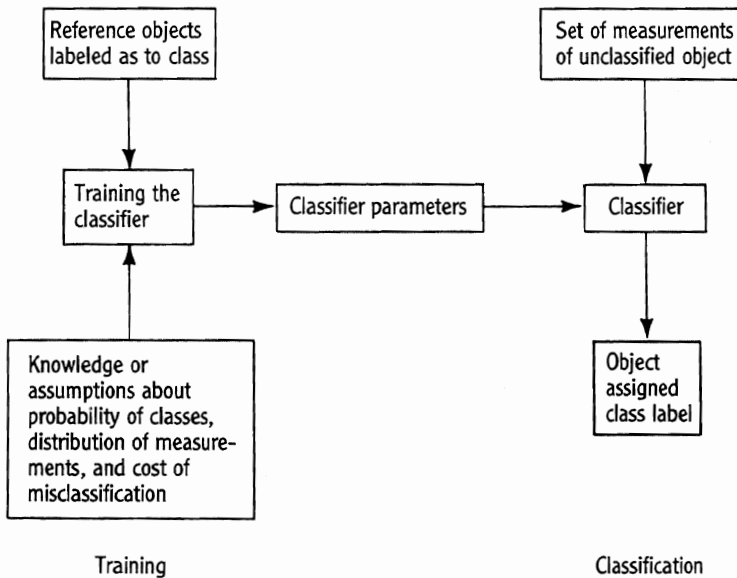 Reference objects
labeled as to class
Set of measurements
of unclassified object
Training the
classifier
Classifier parameters
Classifier
Knowledge or
assumptions about
probability of classes,
distribution of measure-
ments, and cost of
misclassification
Object
assigned
class label
Training
Classification